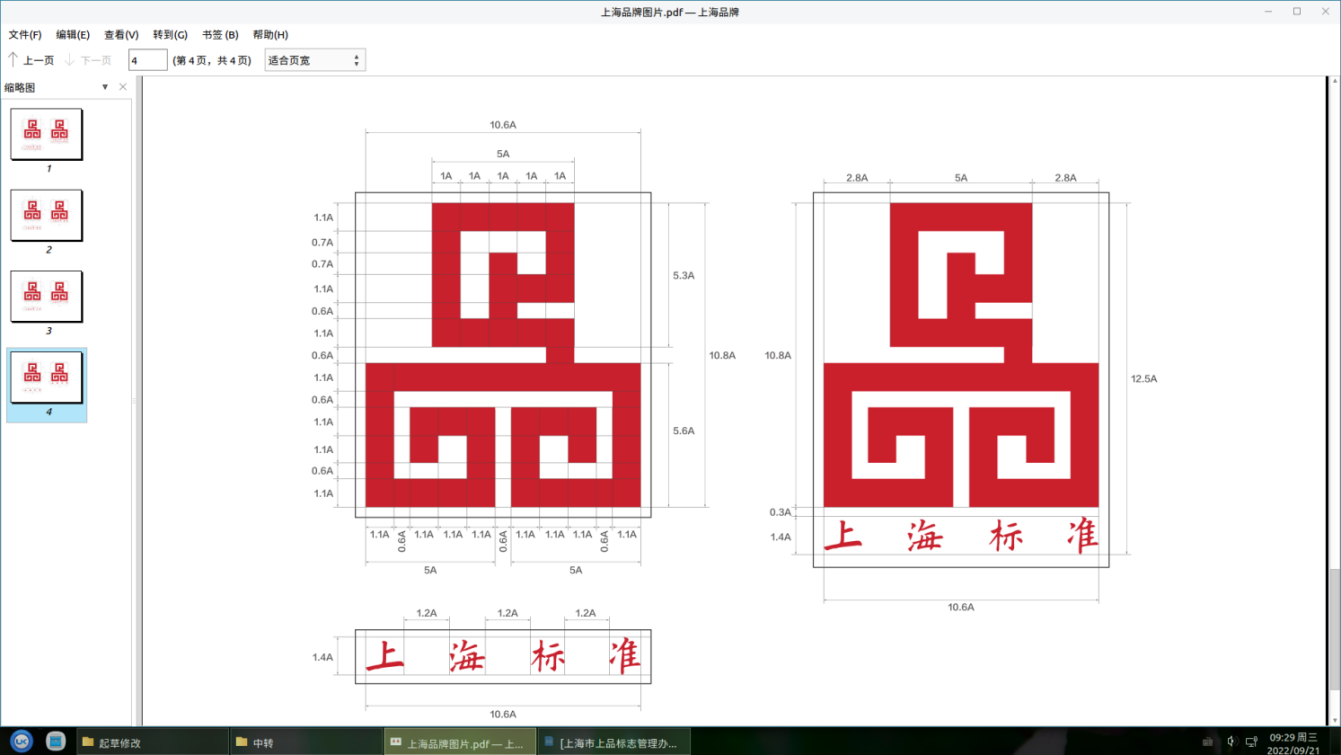 上海品牌图片.pdf — 上海品牌
文件(F) 编辑(E) 查看(V) 转到(G) 书签 (B) 帮助(H)
上一页 下一页 4 (第 4 页，共 4 页) 适合页宽
缩略图
1
2
3
4
10.6A
5A
1A 1A 1A 1A 1A
1.1A
0.7A
0.7A
1.1A
0.6A
1.1A
0.6A
1.1A
0.6A
1.1A
1.1A
0.6A
1.1A
5.3A
10.8A
5.6A
1.1A 0.6A 1.1A 1.1A 1.1A 0.6A 1.1A 1.1A 1.1A 0.6A 1.1A
5A 5A
1.2A 1.2A 1.2A
1.4A
上 海 标 准
10.6A
2.8A 5A 2.8A
10.8A
12.5A
0.3A
1.4A
上 海 标 准
10.6A
起草修改 中转 上海品牌图片.pdf — 上... [上海市上品标志管理办...
09:29 周三
2022/09/21